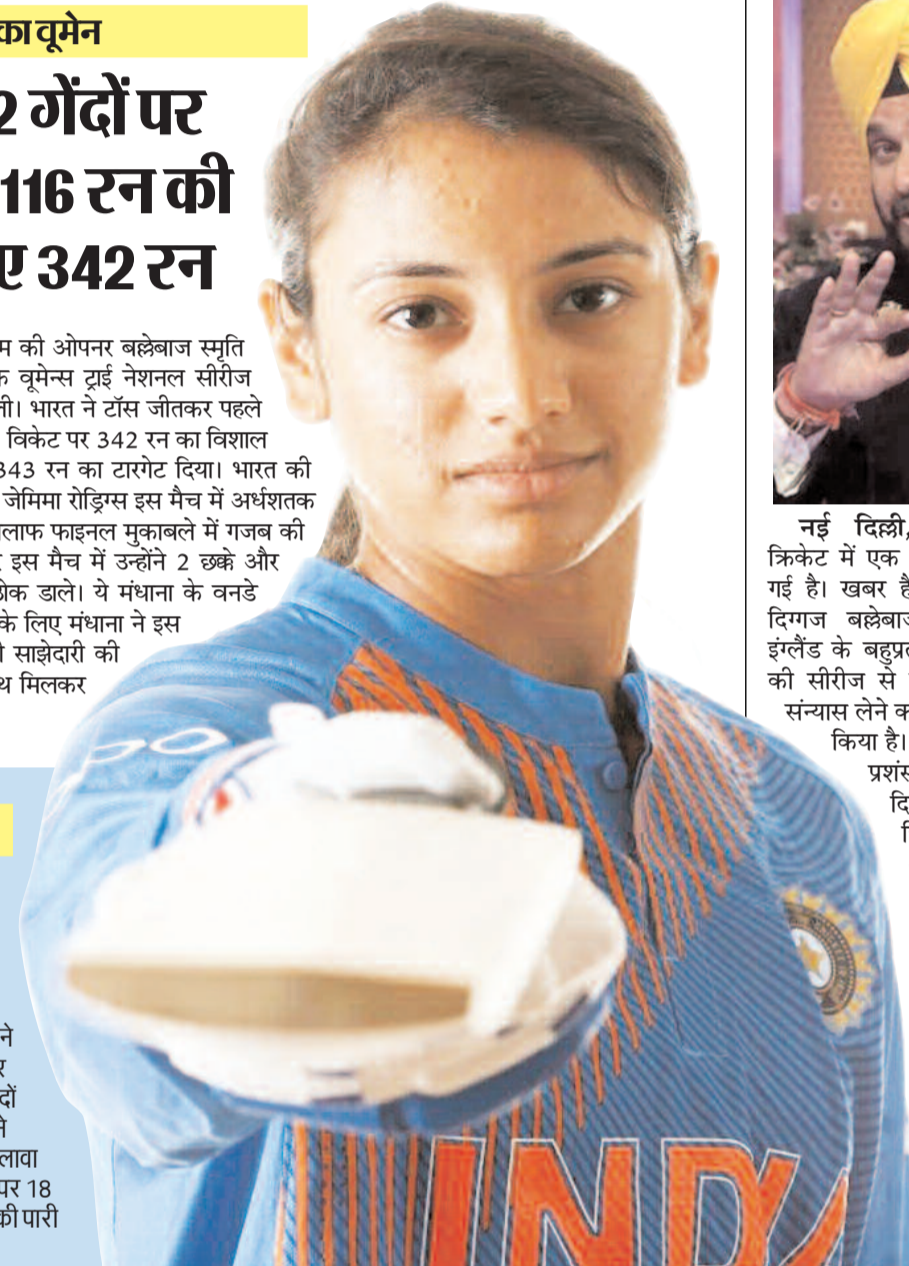 का वूमेन
2 गेंदों पर
116 रन की
ए 342 रन
म की ओपनर बल्लेबाज स्मृति
क वूमेन्स ट्राई नेशनल सीरीज
भारत ने टॉस जीतकर पहले
विकेट पर 342 रन का विशाल
343 रन का टारगेट दिया। भारत की
जेमिमा रोड्रिग्स इस मैच में अर्धशतक
लाफ फाइनल मुकाबले में गजब की
इस मैच में उन्होंने 2 छक्के और
ठोक डाले। ये मंधाना के वनडे
के लिए मंधाना ने इस
साझेदारी की
थ मिलकर
ने
र
दों
ने
लावा
पर 18
की पारी
oppo
IND
नई दिल्ली,
क्रिकेट में एक
गई है। खबर है
दिग्गज बल्लेबाज
इंग्लैंड के बहुप्र
की सीरीज से
संन्यास लेने क
किया है।
प्रशंस
दि